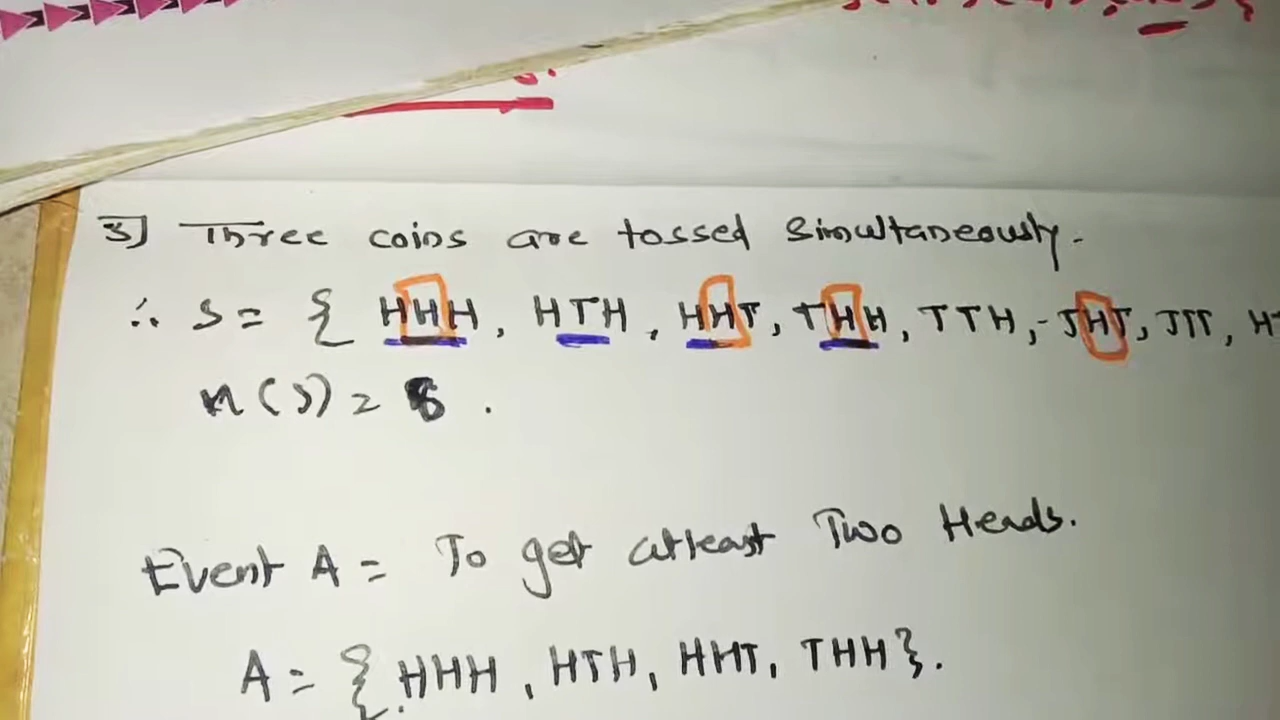 3] Three coins are tossed simultaneously.
∴ S = { HHH, HTH, HHT, THH, TTH, THT, TTT,
n(S) = 8.
Event A = To get atleast Two Heads.
A = { HHH, HTH, HHT, THH }.